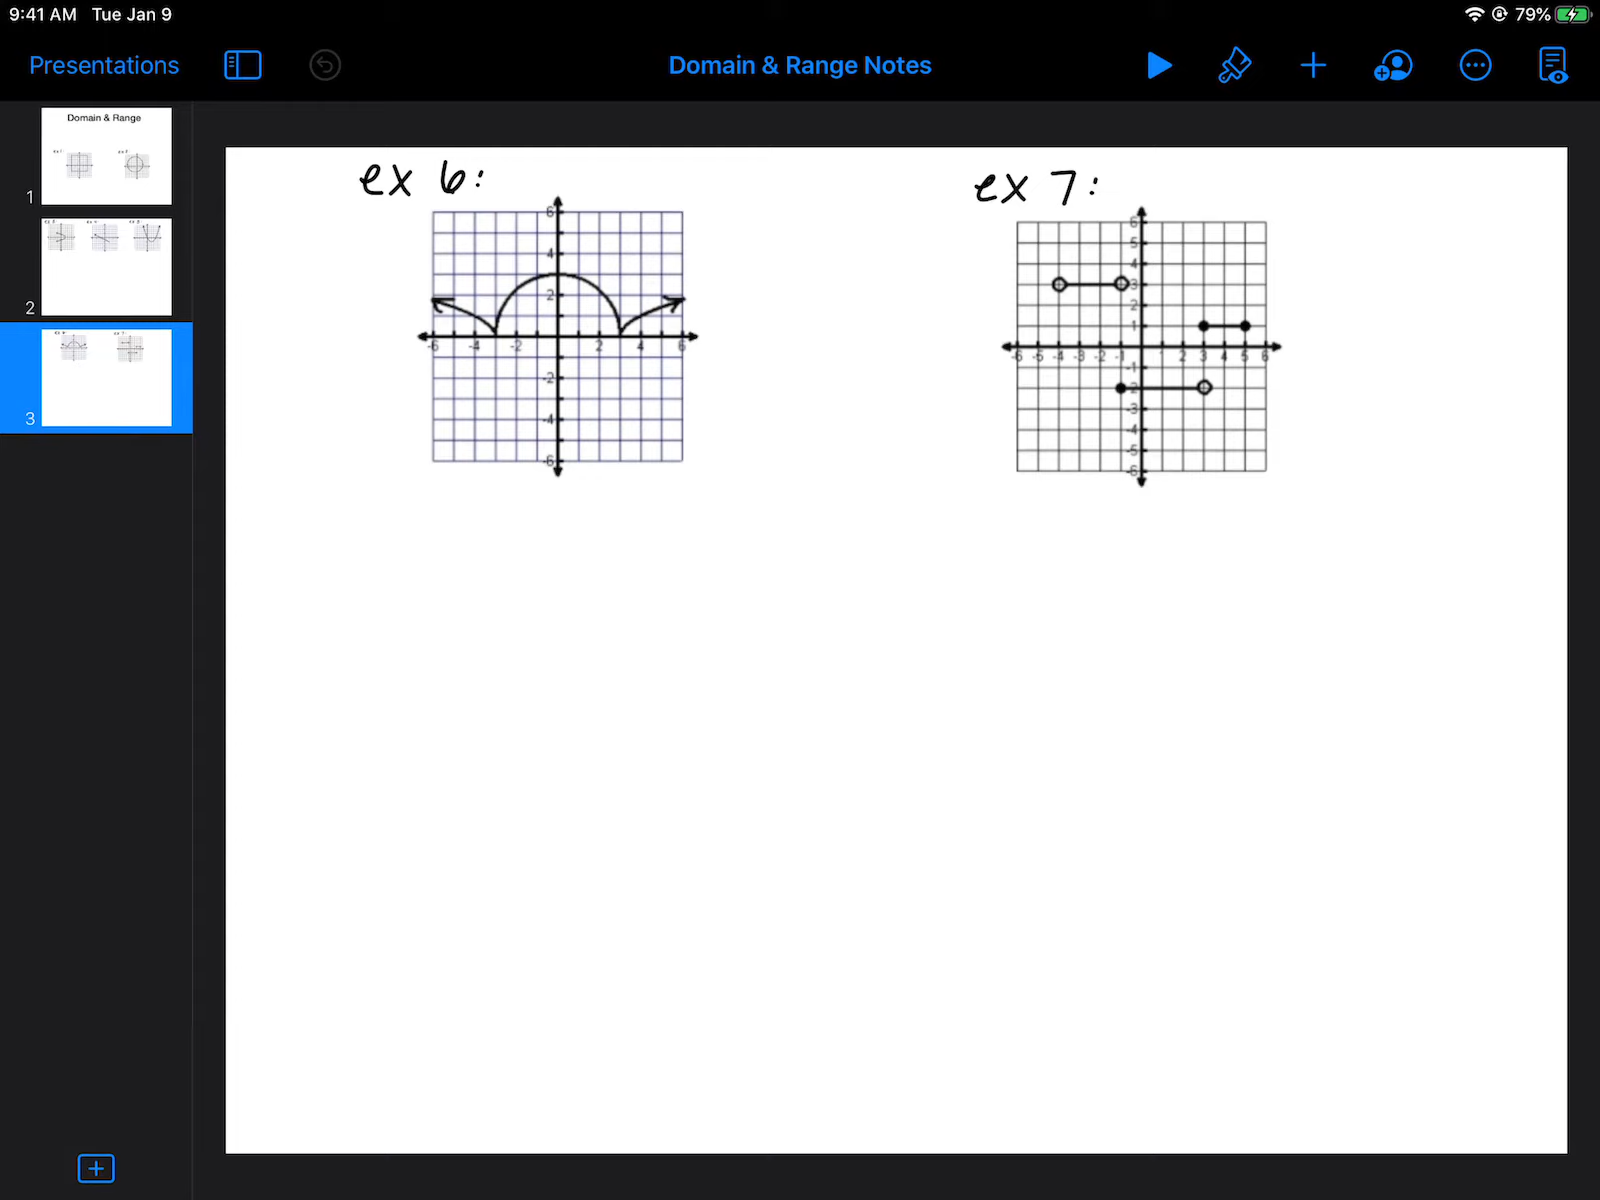 9:41 AM Tue Jan 9
79%
Presentations
Domain & Range Notes
Domain & Range
1
2
3
ex 6:
6
4
2
-6 -4 -2 2 4 6
-2
-4
-6
ex 7:
6
5
4
3
2
1
-6 -5 -4 -3 -2 -1 1 2 3 4 5 6
-1
-3
-4
-5
-6